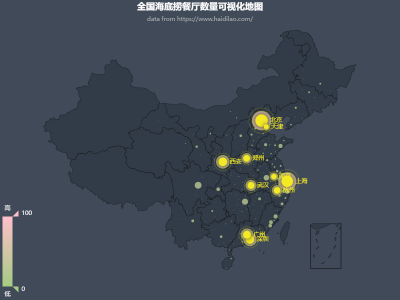 全国海底捞餐厅数量可视化地图
data from https://www.haidilao.com/
北京
天津
西安
郑州
上海
武汉
杭州
广州
深圳
高
100
0
低